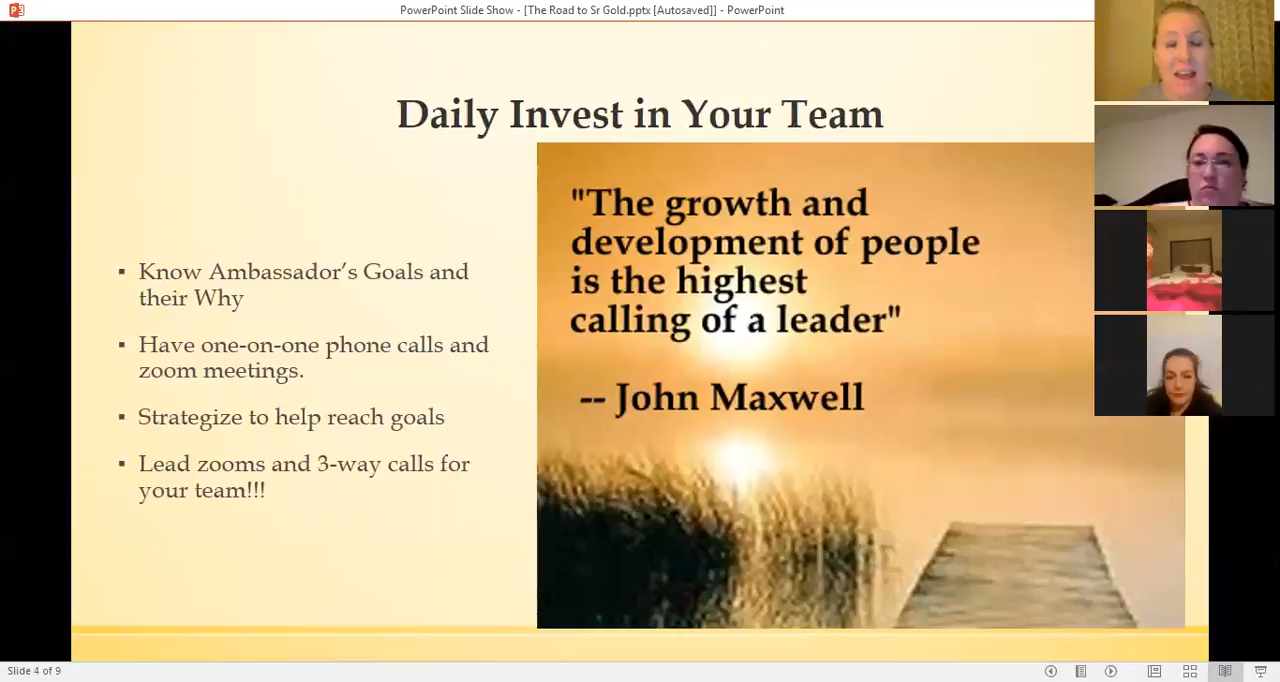 PowerPoint Slide Show - [The Road to Sr Gold.pptx [Autosaved]] - PowerPoint
Daily Invest in Your Team
▪ Know Ambassador's Goals and
their Why
▪ Have one-on-one phone calls and
zoom meetings.
▪ Strategize to help reach goals
▪ Lead zooms and 3-way calls for
your team!!!
"The growth and
development of people
is the highest
calling of a leader"
-- John Maxwell
Slide 4 of 9